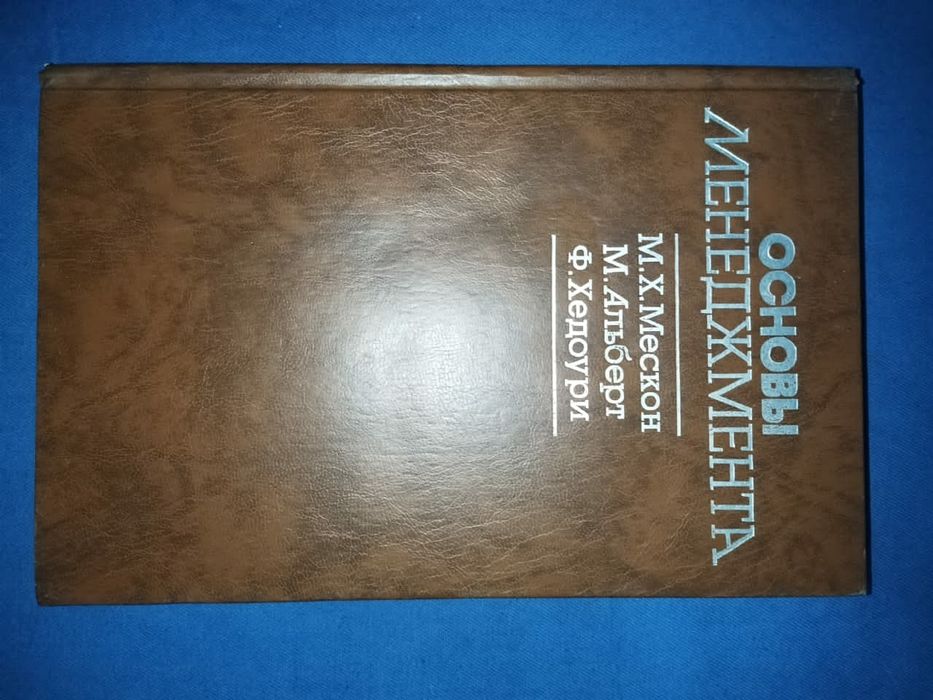 ОСНОВЫ
МЕНЕДЖМЕНТА
М.Х.Мескон
М.Альберт
Ф.Хедоури